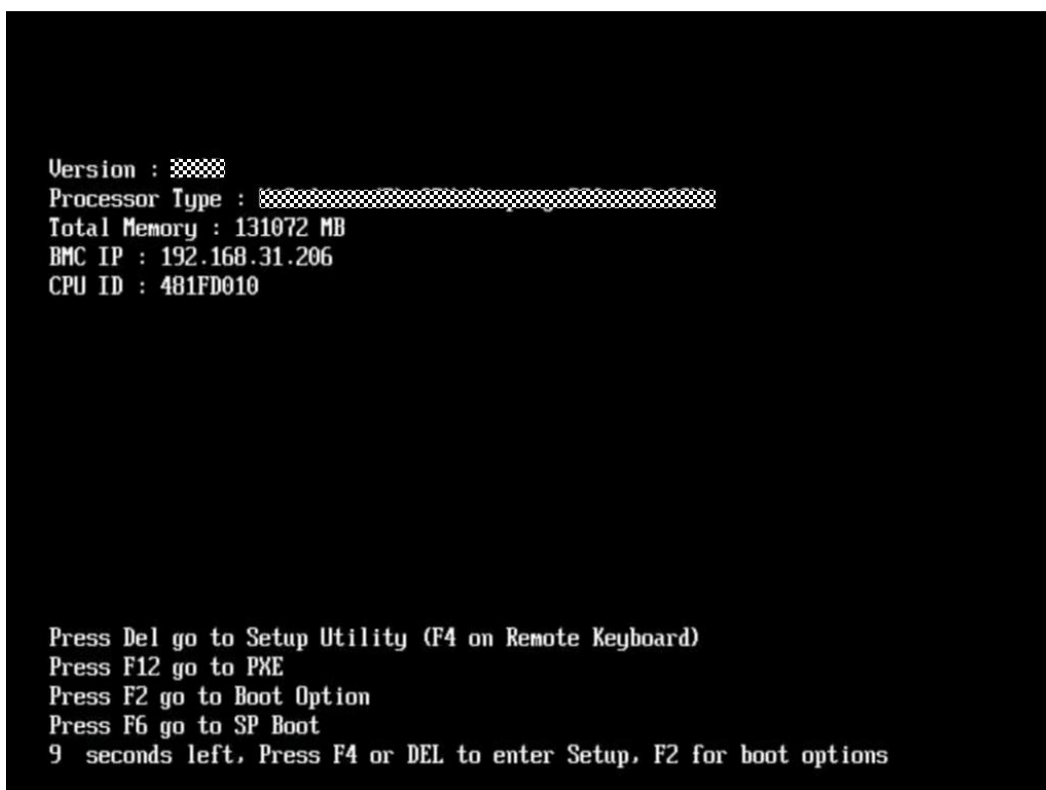 Version :
Processor Type :
Total Memory : 131072 MB
BMC IP : 192.168.31.206
CPU ID : 481FD010
Press Del go to Setup Utility (F4 on Remote Keyboard)
Press F12 go to PXE
Press F2 go to Boot Option
Press F6 go to SP Boot
9 seconds left, Press F4 or DEL to enter Setup, F2 for boot options